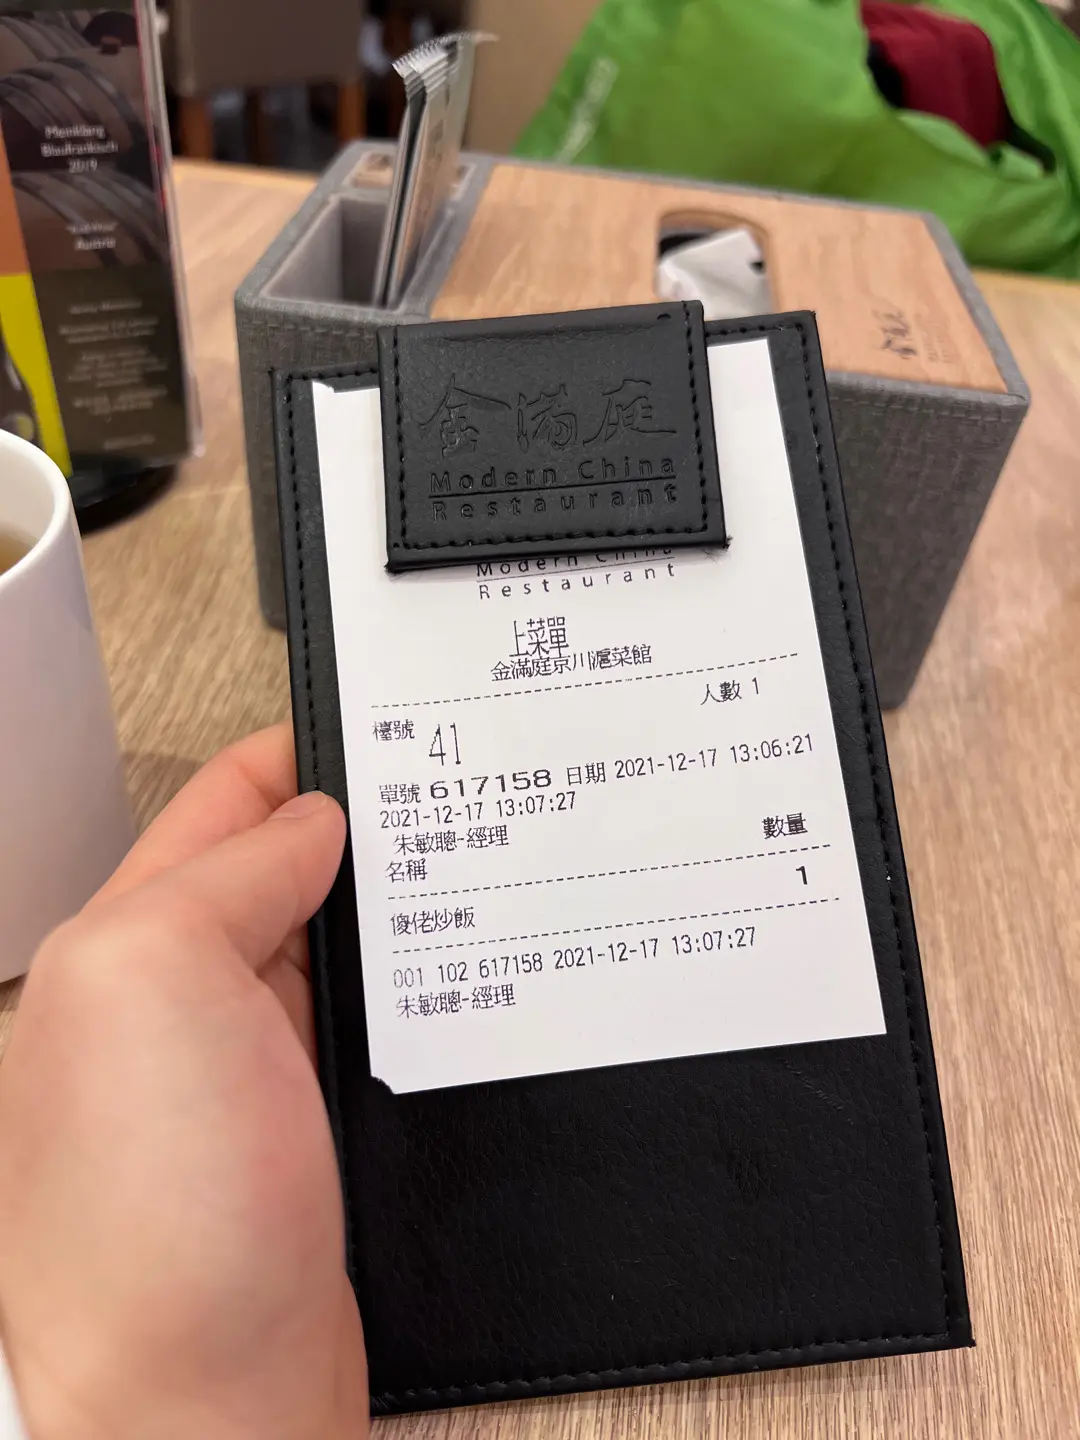 Blaufränkisch
2019
Austria
金滿庭
Modern China
Restaurant
Modern China
Restaurant
上菜單
金滿庭京川滬菜館
人數 1
檯號 41
單號 617158 日期 2021-12-17 13:06:21
2021-12-17 13:07:27
朱敏聰-經理
名稱 數量
傻佬炒飯 1
001 102 617158 2021-12-17 13:07:27
朱敏聰-經理